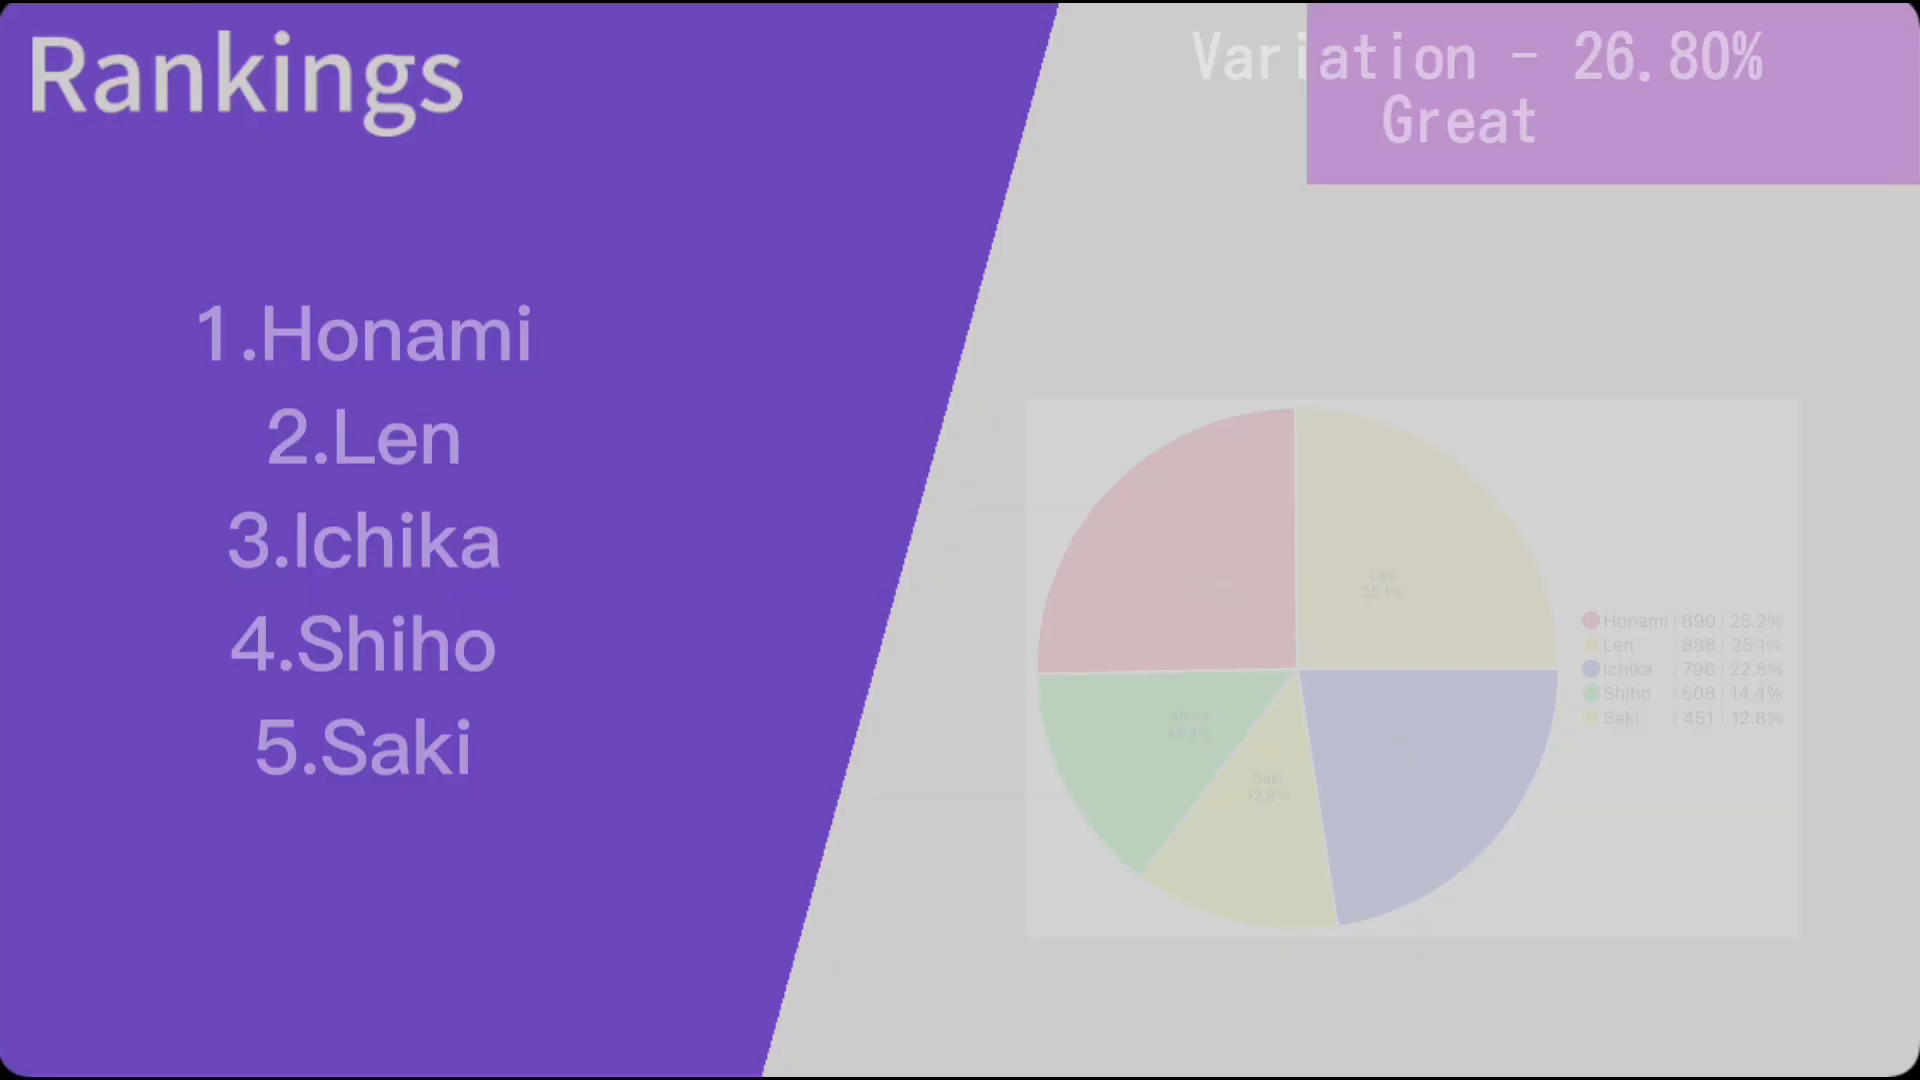 Rankings
Variation - 26.80%
Great
1.Honami
2.Len
3.Ichika
4.Shiho
5.Saki
Len
25.1%
Shiho
14.4%
Saki
12.8%
Honami | 890 | 25.2%
Len | 888 | 25.1%
Ichika | 796 | 22.5%
Shiho | 508 | 14.4%
Saki | 451 | 12.8%